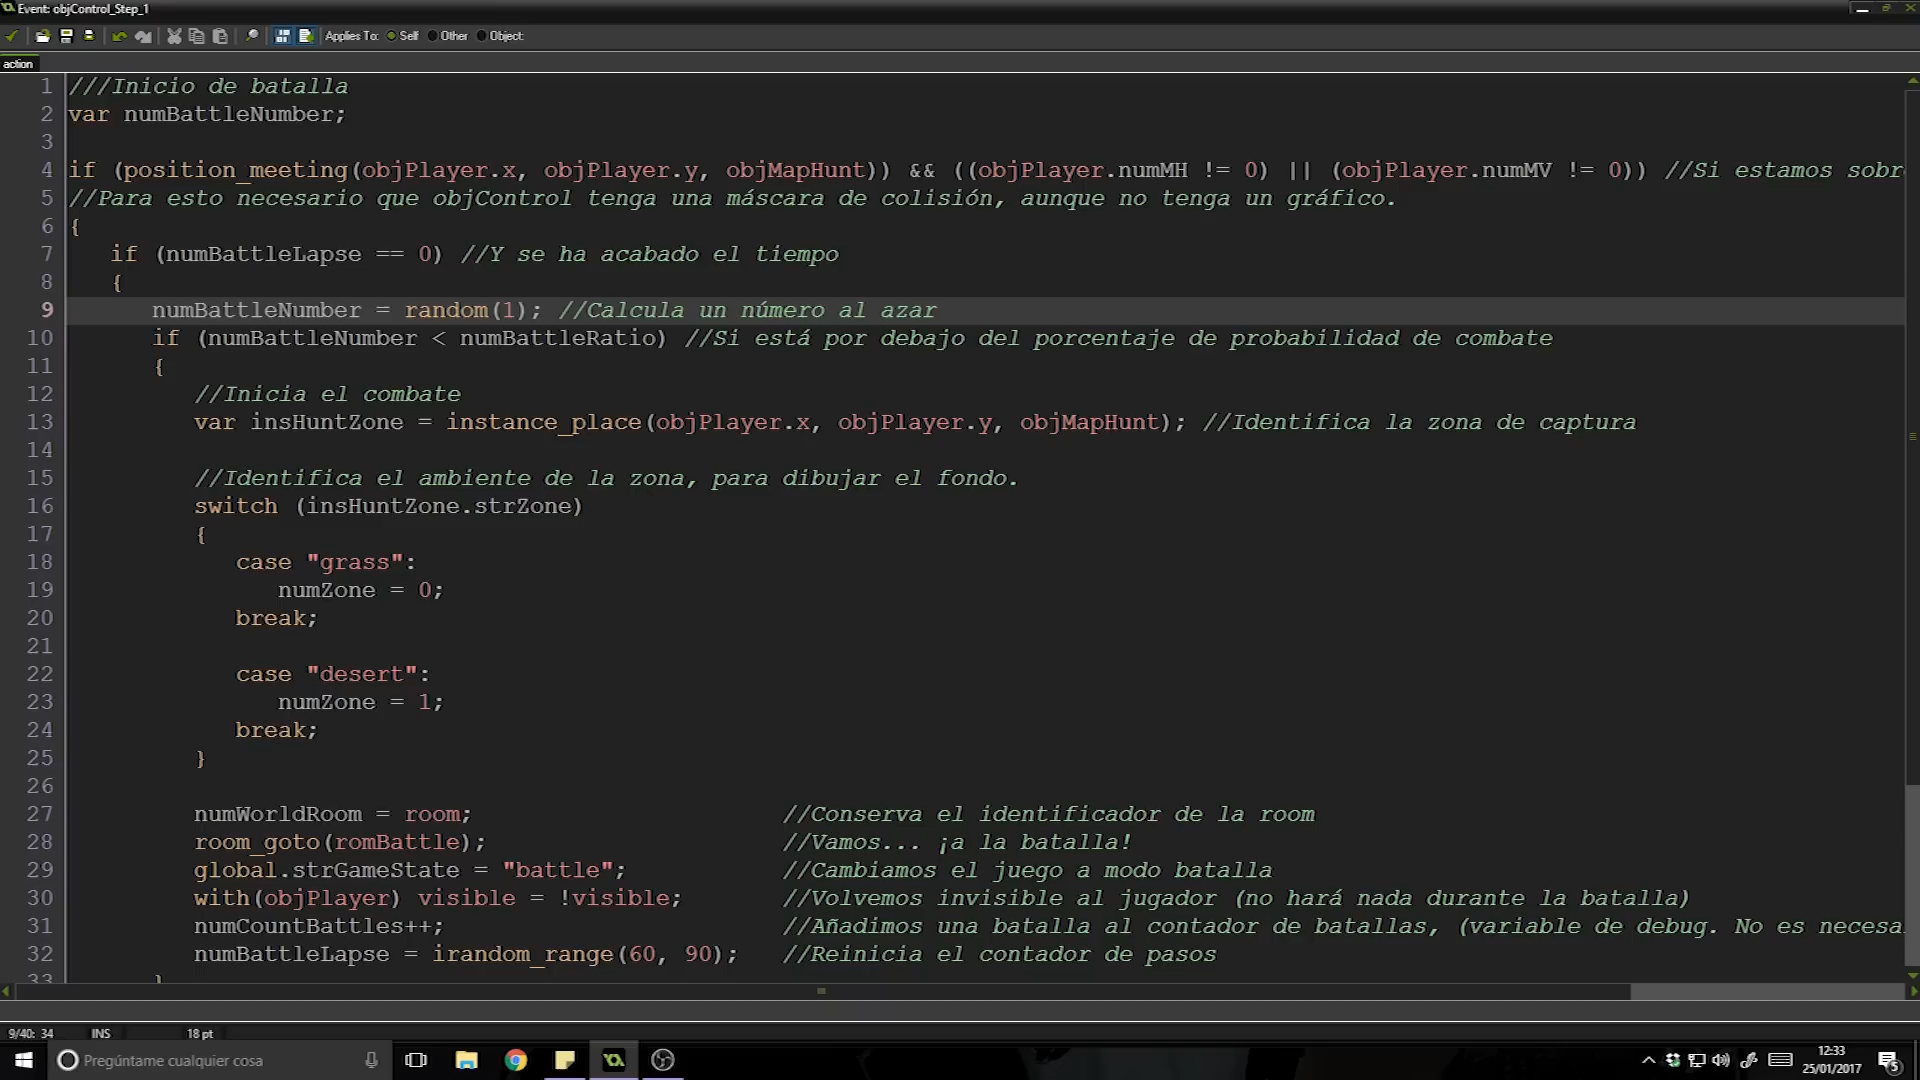 Event: objControl_Step_1
Applies To: Self Other Object:
action
1 ///Inicio de batalla
2 var numBattleNumber;
3
4 if (position_meeting(objPlayer.x, objPlayer.y, objMapHunt)) && ((objPlayer.numMH != 0) || (objPlayer.numMV != 0)) //Si estamos sobr
5 //Para esto necesario que objControl tenga una máscara de colisión, aunque no tenga un gráfico.
6 {
7 if (numBattleLapse == 0) //Y se ha acabado el tiempo
8 {
9 numBattleNumber = random(1); //Calcula un número al azar
10 if (numBattleNumber < numBattleRatio) //Si está por debajo del porcentaje de probabilidad de combate
11 {
12 //Inicia el combate
13 var insHuntZone = instance_place(objPlayer.x, objPlayer.y, objMapHunt); //Identifica la zona de captura
14
15 //Identifica el ambiente de la zona, para dibujar el fondo.
16 switch (insHuntZone.strZone)
17 {
18 case "grass":
19 numZone = 0;
20 break;
21
22 case "desert":
23 numZone = 1;
24 break;
25 }
26
27 numWorldRoom = room; //Conserva el identificador de la room
28 room_goto(romBattle); //Vamos... ¡a la batalla!
29 global.strGameState = "battle"; //Cambiamos el juego a modo batalla
30 with(objPlayer) visible = !visible; //Volvemos invisible al jugador (no hará nada durante la batalla)
31 numCountBattles++; //Añadimos una batalla al contador de batallas, (variable de debug. No es necesa
32 numBattleLapse = irandom_range(60, 90); //Reinicia el contador de pasos
33 }
9/40: 34 INS 18 pt
Pregúntame cualquier cosa
12:33
25/01/2017
5